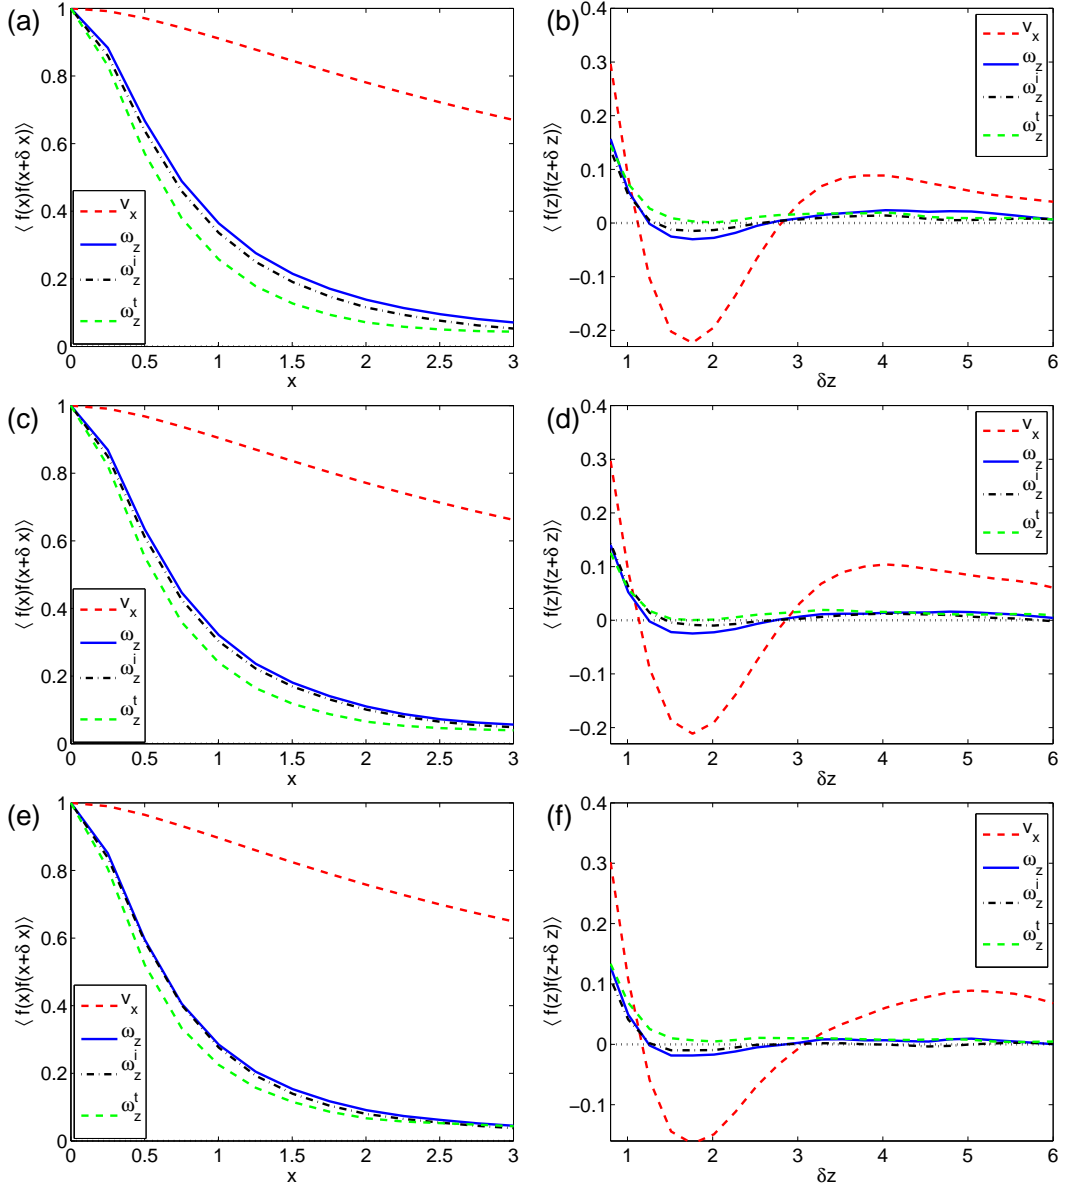 (a)
1
0.8
0.6
0.4
0.2
0
⟨ f(x)f(x+δ x)⟩
v_x
ω_z
ω_z^i
ω_z^t
0 0.5 1 1.5 2 2.5 3
x
(b)
0.4
0.3
0.2
0.1
0
−0.1
−0.2
⟨ f(z)f(z+δ z)⟩
v_x
ω_z
ω_z^i
ω_z^t
1 2 3 4 5 6
δz
(c)
1
0.8
0.6
0.4
0.2
0
⟨ f(x)f(x+δ x)⟩
v_x
ω_z
ω_z^i
ω_z^t
0 0.5 1 1.5 2 2.5 3
x
(d)
0.4
0.3
0.2
0.1
0
−0.1
−0.2
⟨ f(z)f(z+δ z)⟩
v_x
ω_z
ω_z^i
ω_z^t
1 2 3 4 5 6
δz
(e)
1
0.8
0.6
0.4
0.2
0
⟨ f(x)f(x+δ x)⟩
v_x
ω_z
ω_z^i
ω_z^t
0 0.5 1 1.5 2 2.5 3
x
(f)
0.4
0.3
0.2
0.1
0
−0.1
⟨ f(z)f(z+δ z)⟩
v_x
ω_z
ω_z^i
ω_z^t
1 2 3 4 5 6
δz